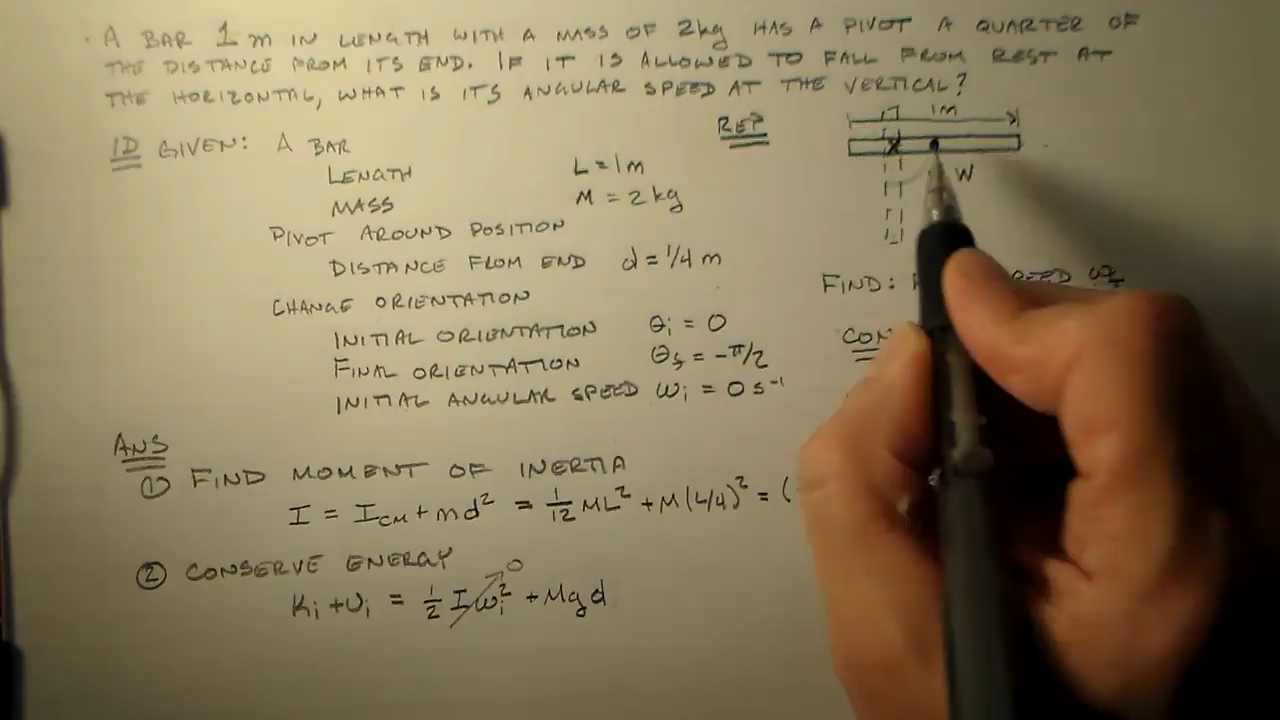 A BAR 1 m IN LENGTH WITH A MASS OF 2kg HAS A PIVOT A QUARTER OF
THE DISTANCE FROM ITS END. IF IT IS ALLOWED TO FALL FROM REST AT
THE HORIZONTAL, WHAT IS ITS ANGULAR SPEED AT THE VERTICAL?
ID GIVEN: A BAR
LENGTH L = 1m
MASS M = 2 kg
PIVOT AROUND POSITION
DISTANCE FROM END d = 1/4 m
CHANGE ORIENTATION
INITIAL ORIENTATION θi = 0
FINAL ORIENTATION θf = -π/2
INITIAL ANGULAR SPEED ωi = 0 s⁻¹
REP
1m
W
FIND:
ANS
① FIND MOMENT OF INERTIA
I = ICM + md² = 1/12 ML² + M(L/4)² = (
② CONSERVE ENERGY
Ki + Ui = 1/2 Iωi² 0 + Mgd